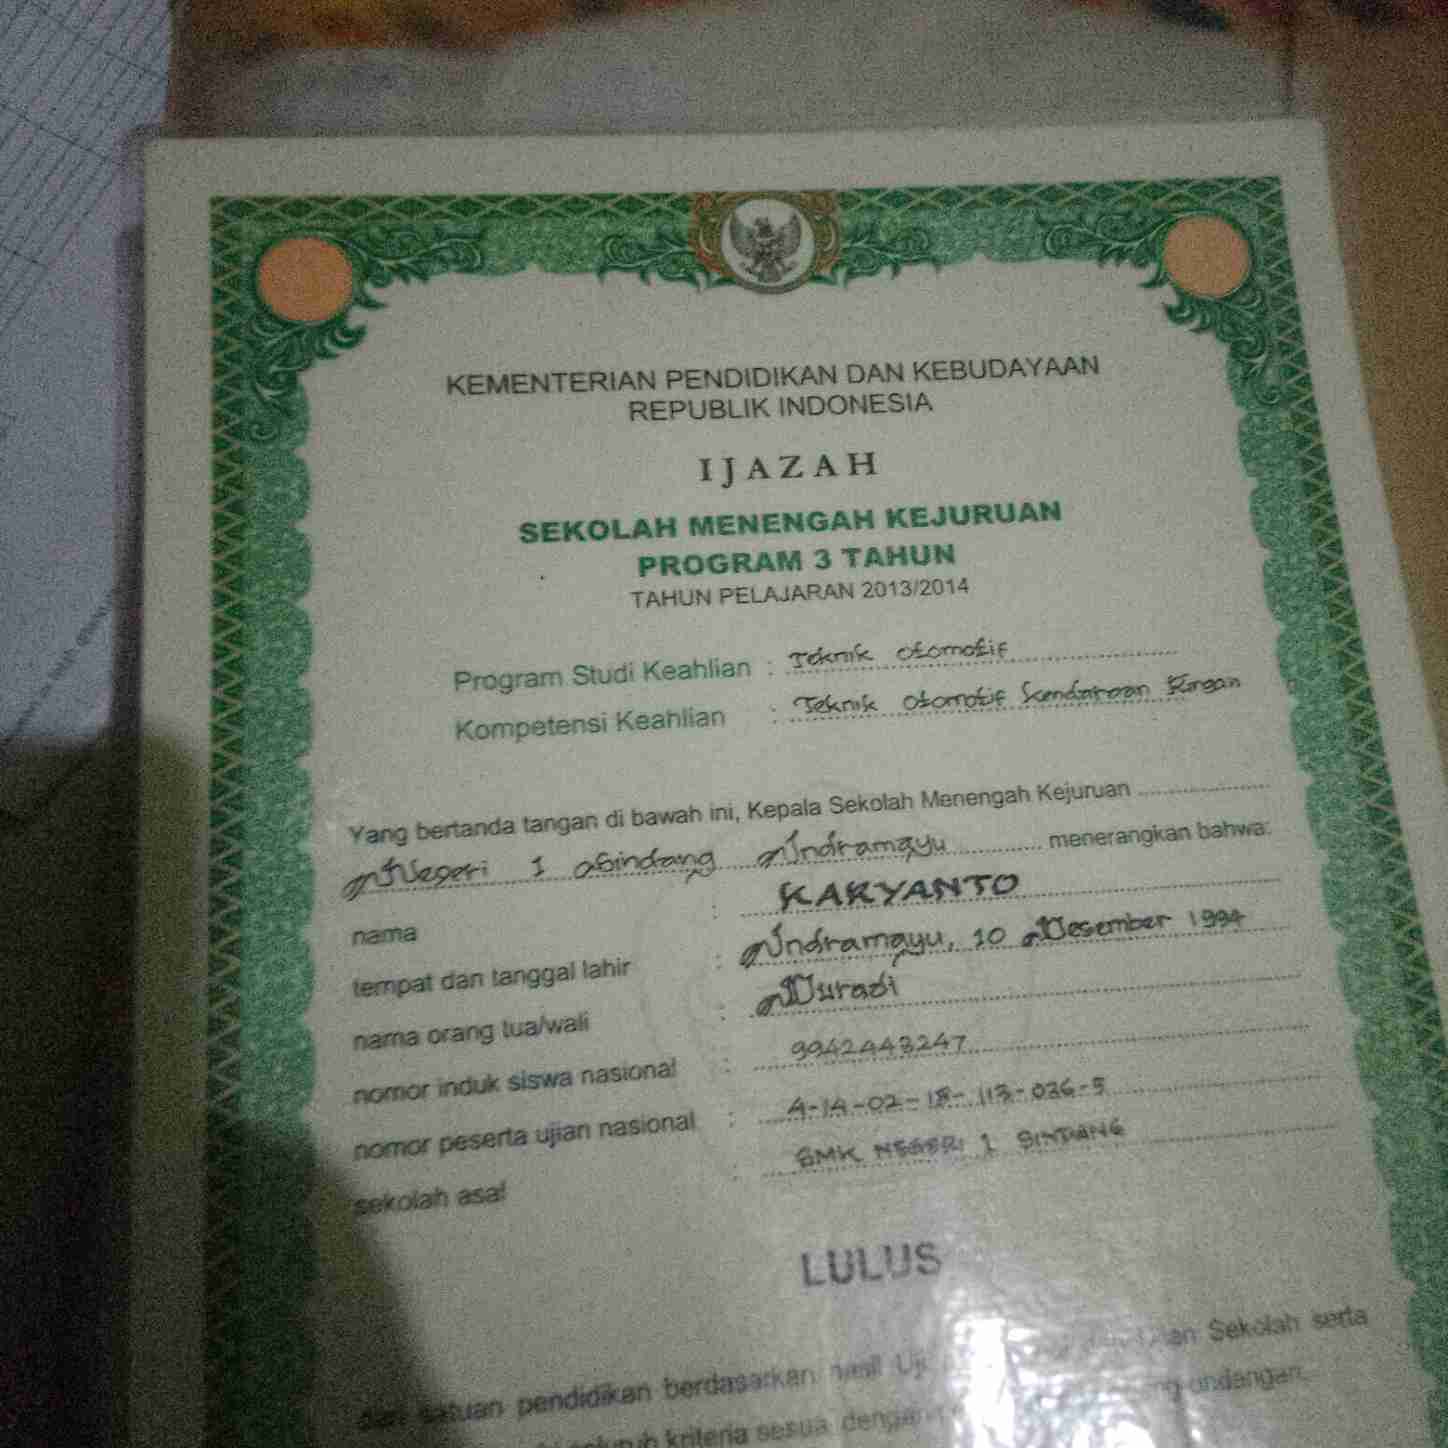 KEMENTERIAN PENDIDIKAN DAN KEBUDAYAAN
REPUBLIK INDONESIA
IJAZAH
SEKOLAH MENENGAH KEJURUAN
PROGRAM 3 TAHUN
TAHUN PELAJARAN 2013/2014
Program Studi Keahlian : Teknik Otomotif
Kompetensi Keahlian : Teknik Otomotif Kendaraan Ringan
Yang bertanda tangan di bawah ini, Kepala Sekolah Menengah Kejuruan
Negeri 1 Sindang Indramayu menerangkan bahwa:
nama : KARYANTO
tempat dan tanggal lahir : Indramayu, 10 Desember 1994
nama orang tua/wali : Duradi
nomor induk siswa nasional : 9942443247
nomor peserta ujian nasional : 4-14-02-18-113-036-5
sekolah asal : SMK NEGERI 1 SINDANG
LULUS
dari satuan pendidikan berdasarkan hasil Sekolah serta
kriteria sesuai dengan undangan.